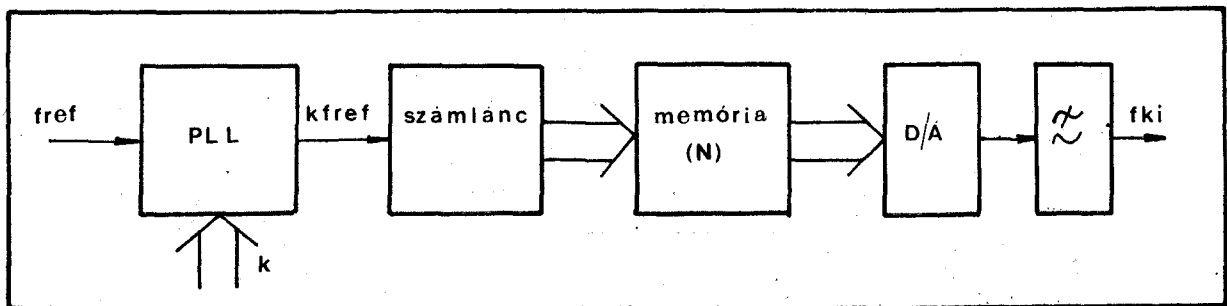 fref
PLL
kfref
számlánc
memória
(N)
D/Á
fki
k